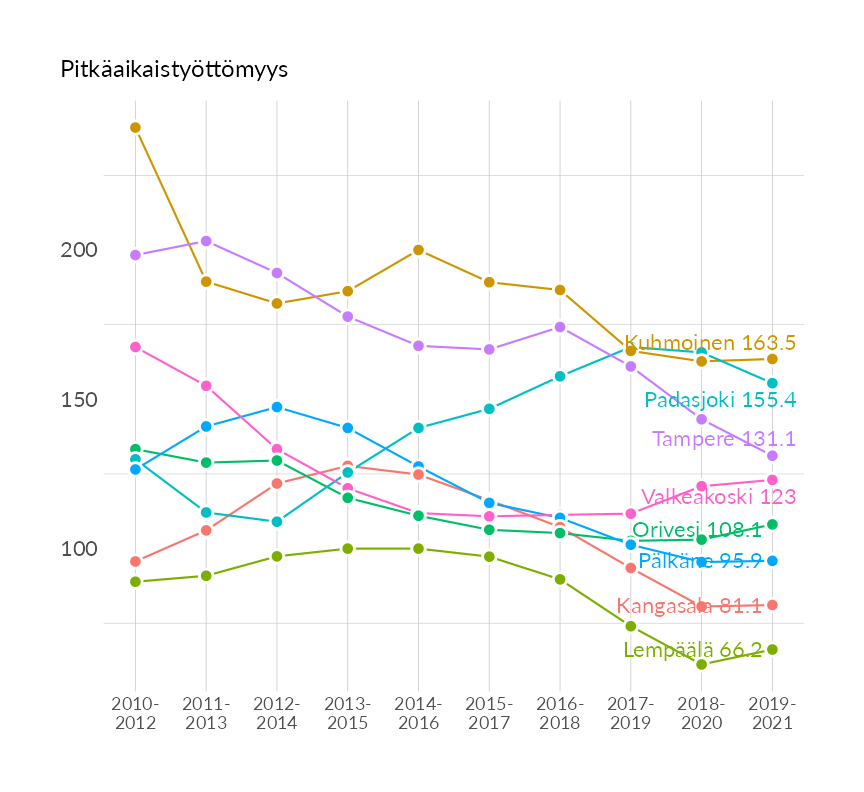 Pitkäaikaistyöttömyys
200
150
100
Kuhmoinen 163.5
Padasjoki 155.4
Tampere 131.1
Valkeakoski 123
Orivesi 108.1
Pälkäne 95.9
Kangasala 81.1
Lempäälä 66.2
2010- 2011- 2012- 2013- 2014- 2015- 2016- 2017- 2018- 2019-
2012 2013 2014 2015 2016 2017 2018 2019 2020 2021